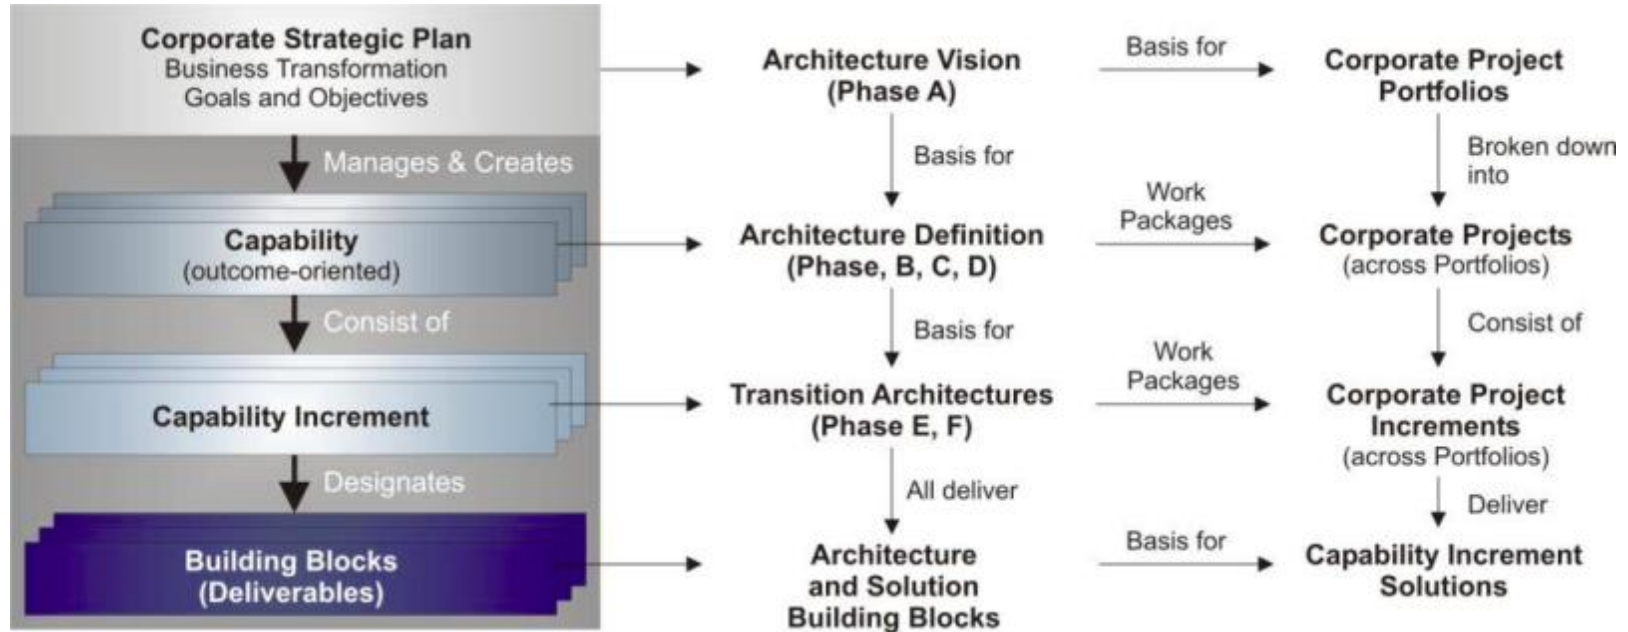 Corporate Strategic Plan
Business Transformation
Goals and Objectives
Manages & Creates
Capability
(outcome-oriented)
Consist of
Capability Increment
Designates
Building Blocks
(Deliverables)
Architecture Vision
(Phase A)
Basis for
Architecture Definition
(Phase, B, C, D)
Basis for
Transition Architectures
(Phase E, F)
All deliver
Architecture
and Solution
Building Blocks
Basis for
Work
Packages
Work
Packages
Basis for
Corporate Project
Portfolios
Broken down
into
Corporate Projects
(across Portfolios)
Consist of
Corporate Project
Increments
(across Portfolios)
Deliver
Capability Increment
Solutions